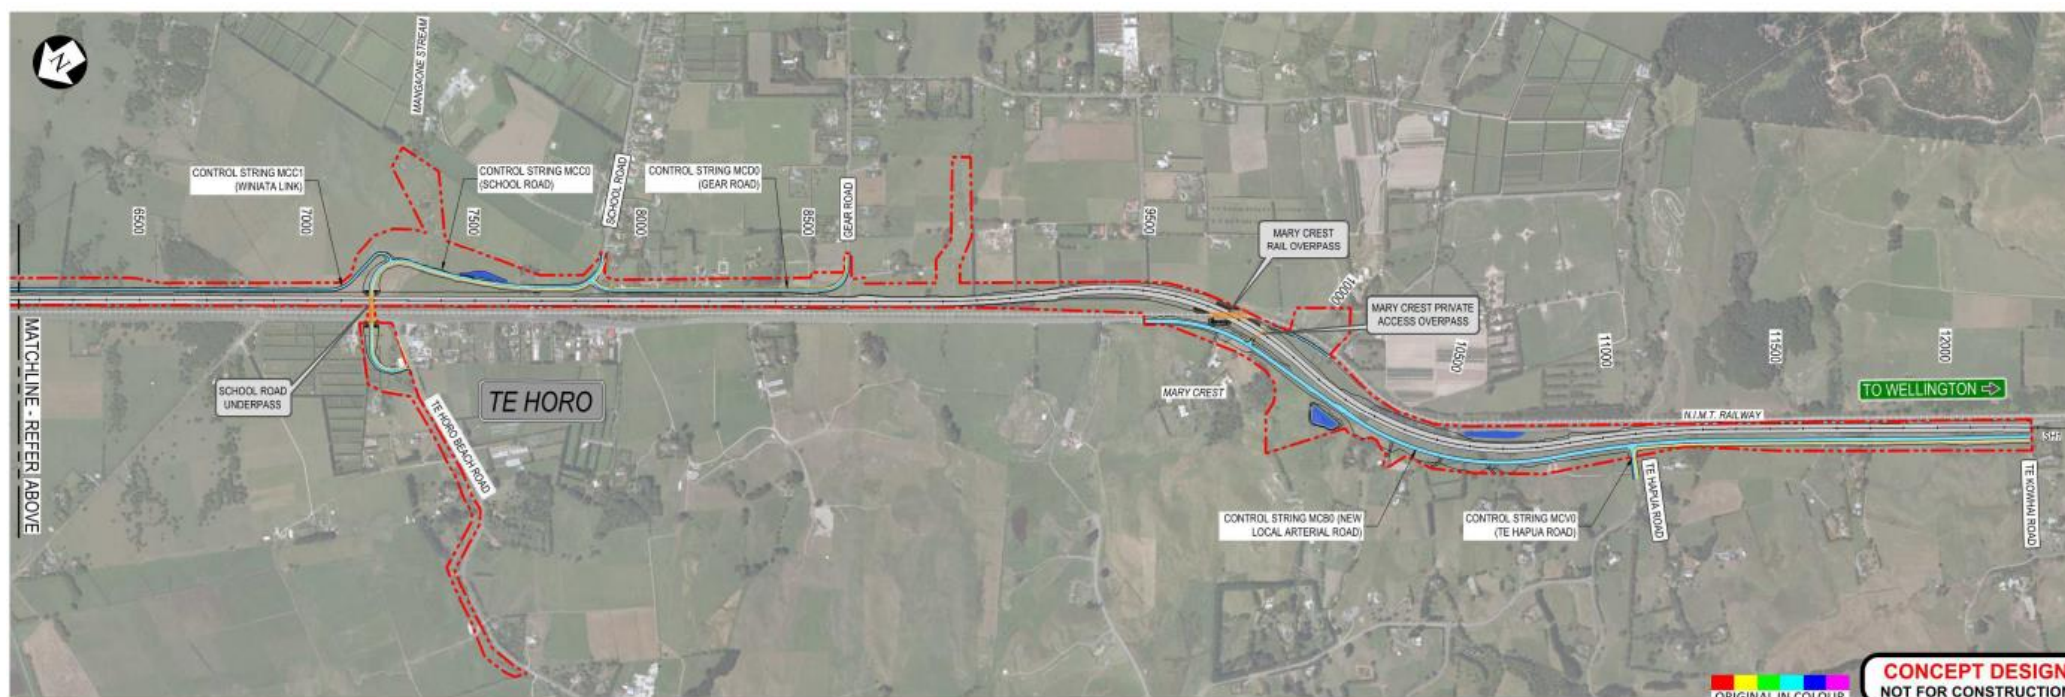 N
MANGAONE STREAM
CONTROL STRING MCC1
(WINIATA LINK)
CONTROL STRING MCC0
(SCHOOL ROAD)
SCHOOL ROAD
CONTROL STRING MCD0
(GEAR ROAD)
GEAR ROAD
6500
7000
7500
8000
8500
9500
MARY CREST
RAIL OVERPASS
10000
MARY CREST PRIVATE
ACCESS OVERPASS
10500
11000
11500
12000
MATCHLINE - REFER ABOVE
SCHOOL ROAD
UNDERPASS
TE HORO
TE HORO BEACH ROAD
MARY CREST
TO WELLINGTON
N.I.M.T. RAILWAY
SH1
CONTROL STRING MCB0 (NEW
LOCAL ARTERIAL ROAD)
CONTROL STRING MCV0
(TE HAPUA ROAD)
TE HAPUA ROAD
TE KOWHAI ROAD
ORIGINAL IN COLOUR
CONCEPT DESIGN
NOT FOR CONSTRUCTIO